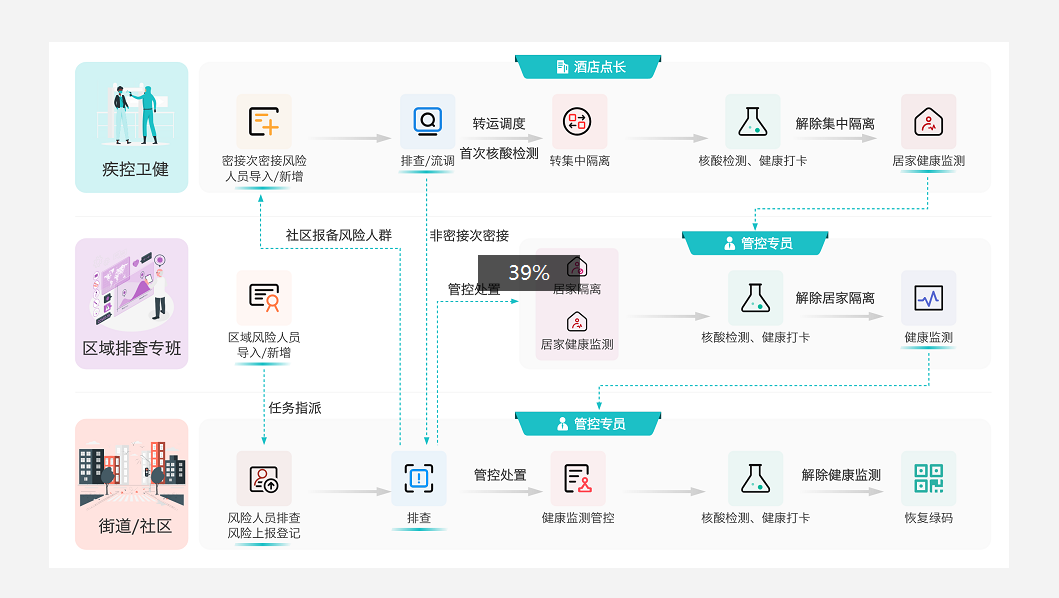 酒店点长
疾控卫健
密接次密接风险
人员导入/新增
排查/流调
转运调度
首次核酸检测
转集中隔离
核酸检测、健康打卡
解除集中隔离
居家健康监测
社区报备风险人群
非密接次密接
管控专员
区域排查专班
区域风险人员
导入/新增
管控处置
39%
居家隔离
居家健康监测
核酸检测、健康打卡
解除居家隔离
健康监测
任务指派
管控专员
街道/社区
风险人员排查
风险上报登记
排查
管控处置
健康监测管控
核酸检测、健康打卡
解除健康监测
恢复绿码